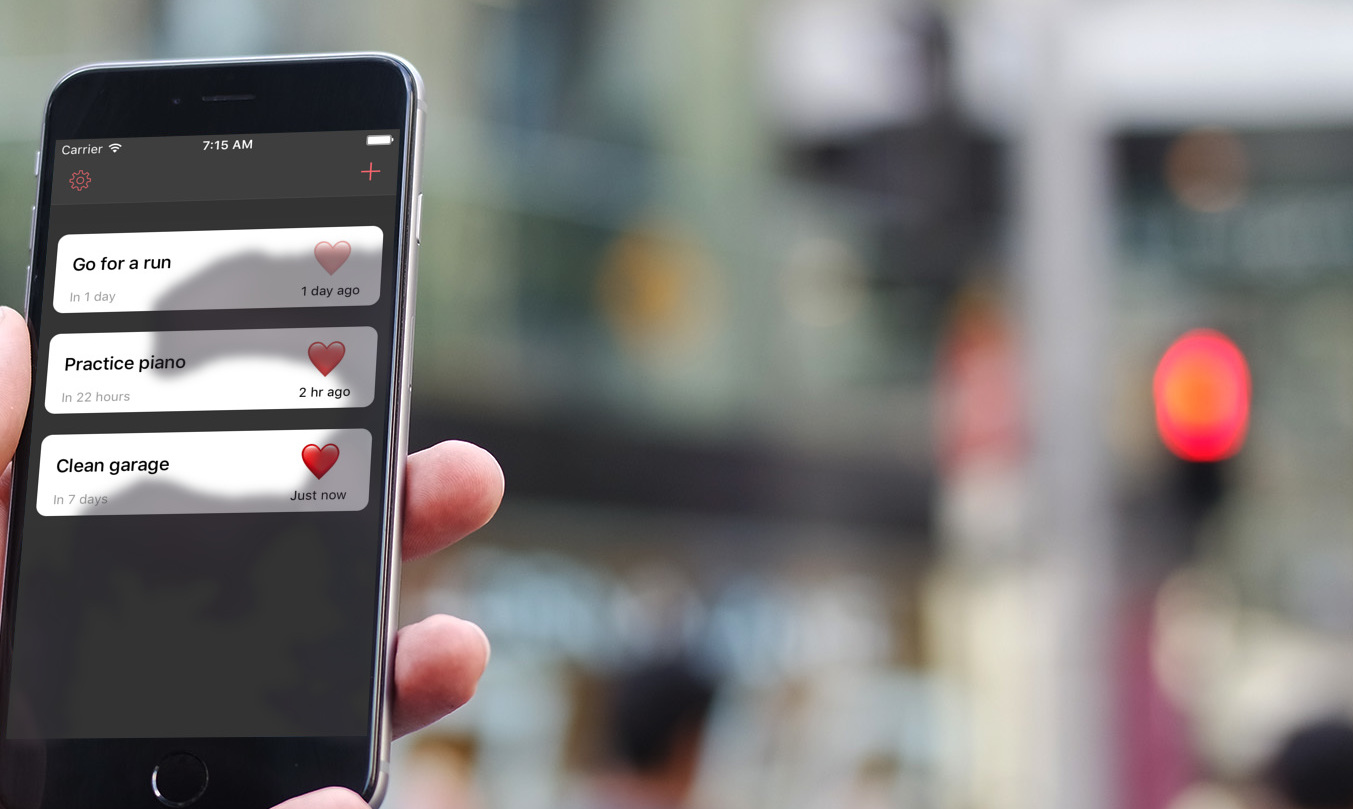 Carrier 7:15 AM
Go for a run
In 1 day 1 day ago
Practice piano
In 22 hours 2 hr ago
Clean garage
In 7 days Just now